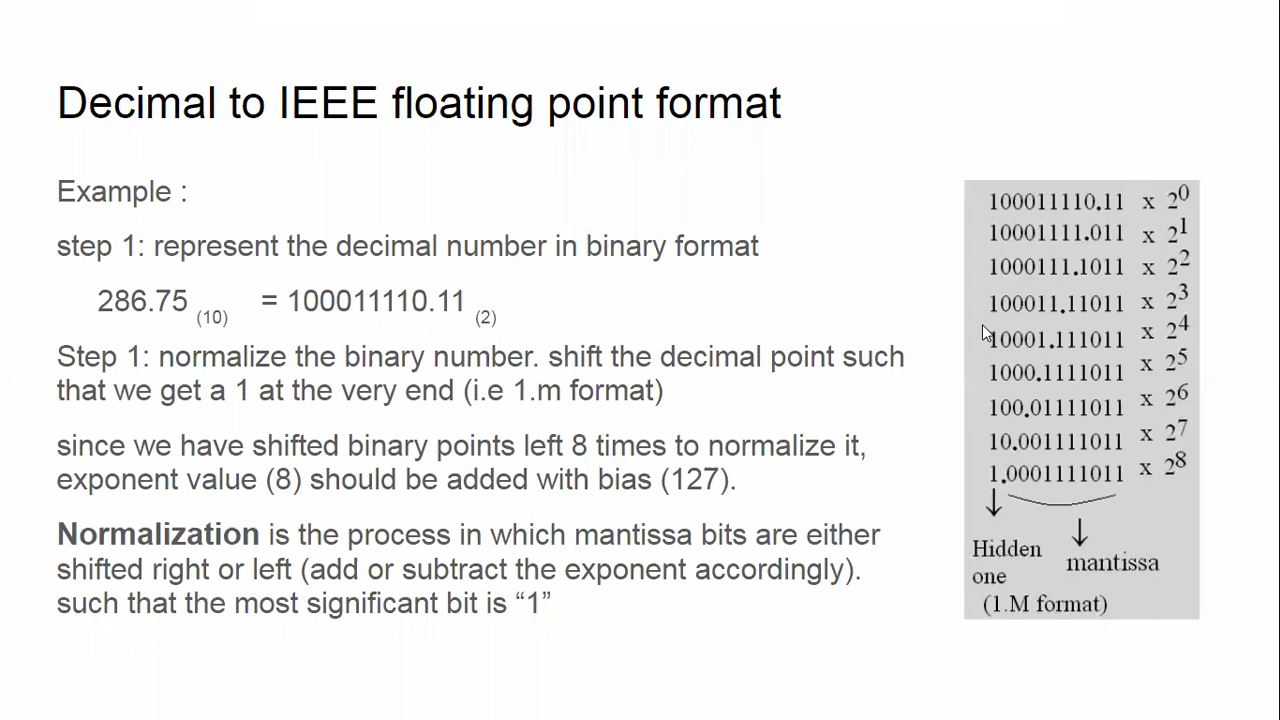 Decimal to IEEE floating point format
Example :
step 1: represent the decimal number in binary format
286.75 (10) = 100011110.11 (2)
Step 1: normalize the binary number. shift the decimal point such
that we get a 1 at the very end (i.e 1.m format)
since we have shifted binary points left 8 times to normalize it,
exponent value (8) should be added with bias (127).
Normalization is the process in which mantissa bits are either
shifted right or left (add or subtract the exponent accordingly).
such that the most significant bit is “1”
100011110.11 x 2^0
10001111.011 x 2^1
1000111.1011 x 2^2
100011.11011 x 2^3
10001.111011 x 2^4
1000.1111011 x 2^5
100.01111011 x 2^6
10.001111011 x 2^7
1.0001111011 x 2^8
Hidden
one
mantissa
(1.M format)